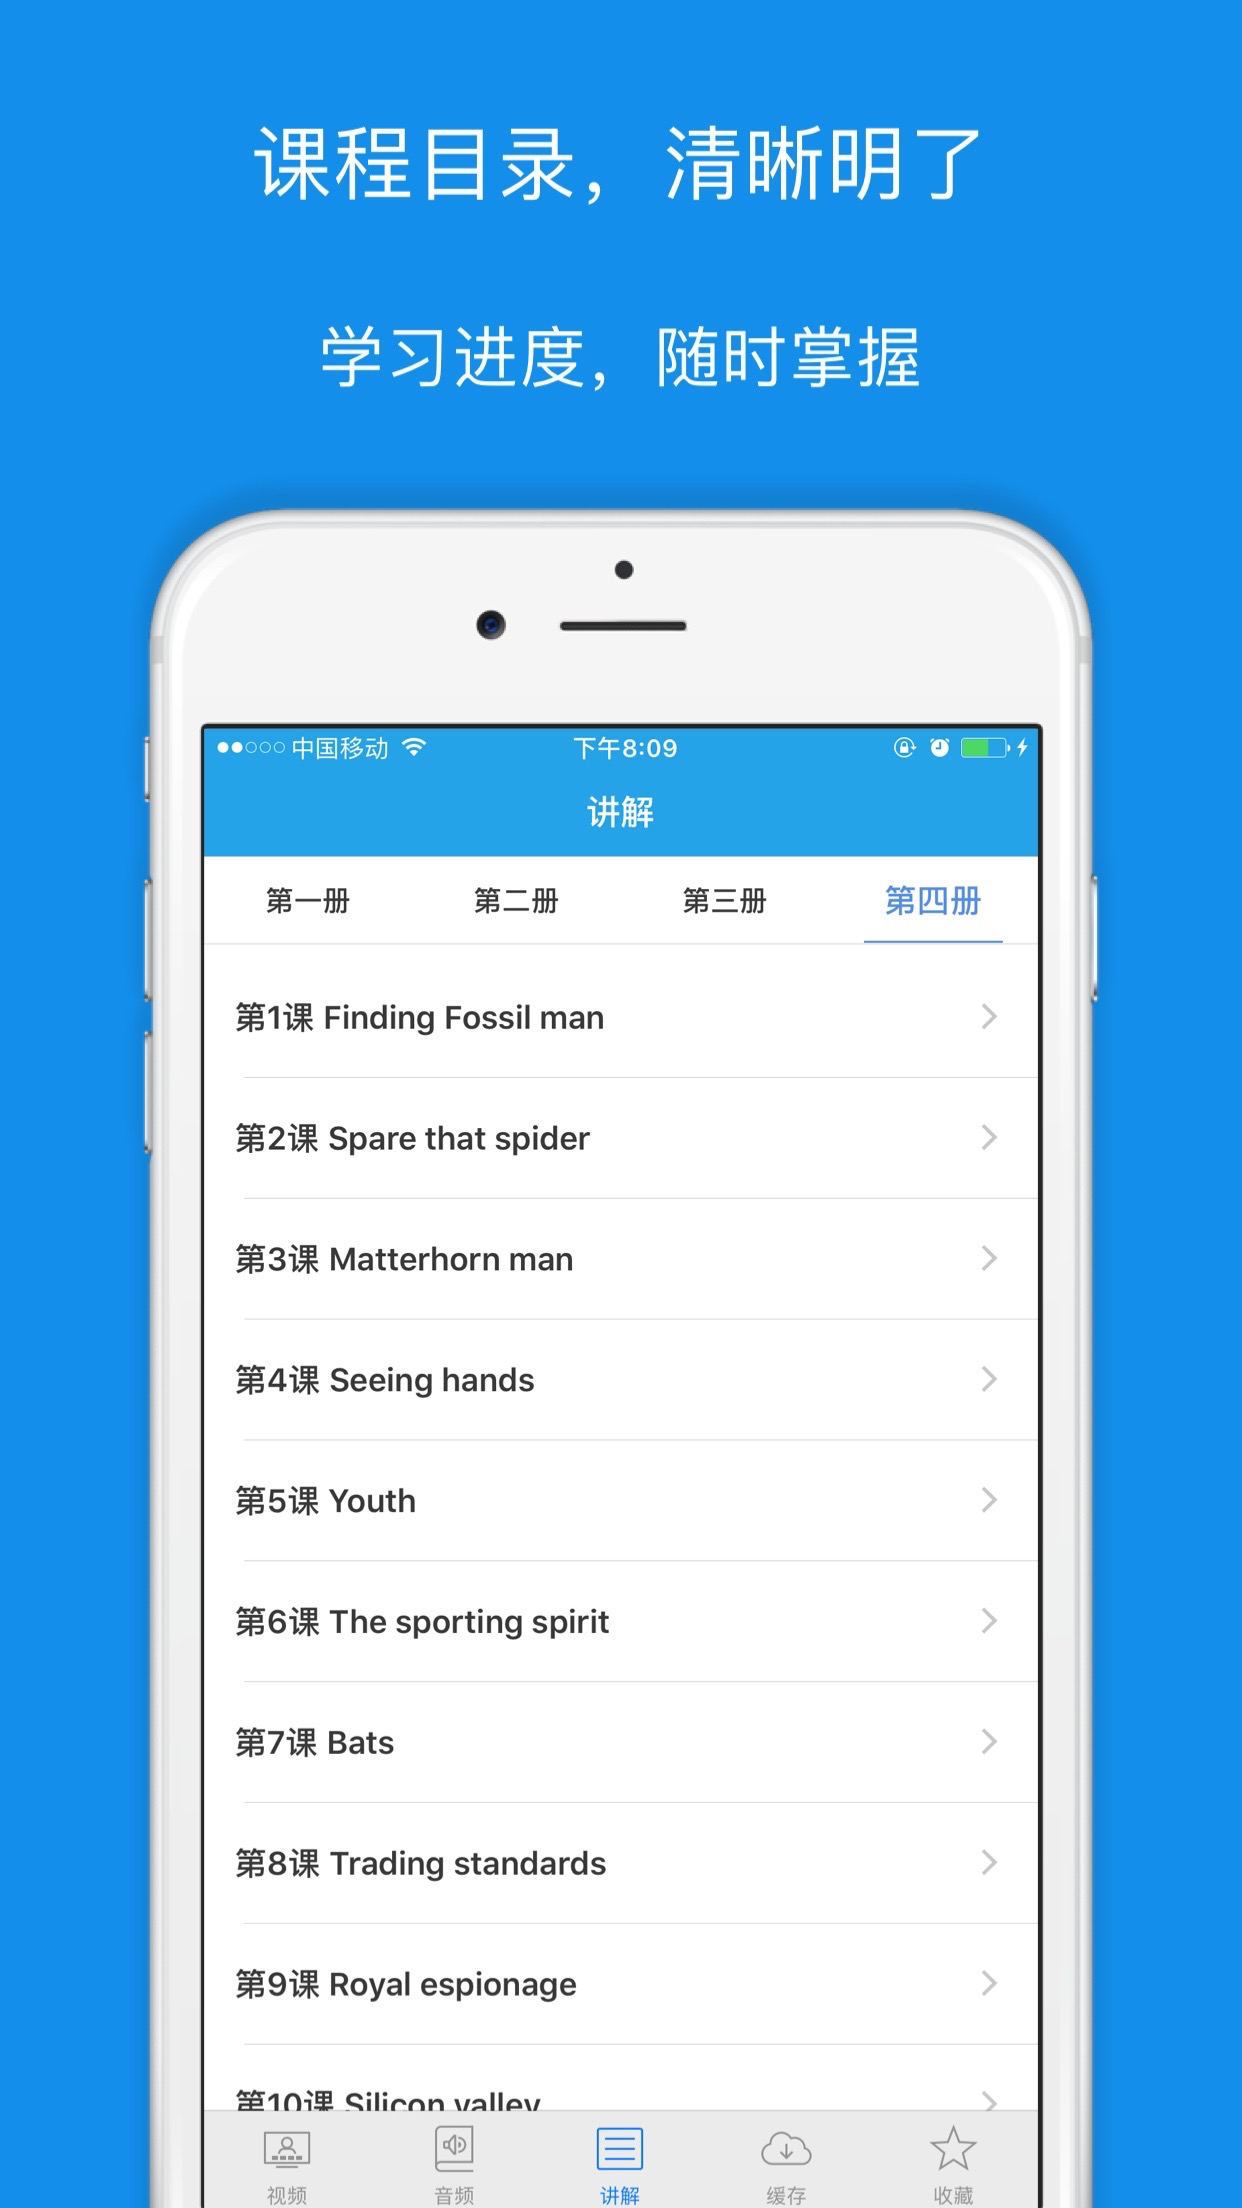 课程目录，清晰明了
学习进度，随时掌握
中国移动 下午8:09
讲解
第一册 第二册 第三册 第四册
第1课 Finding Fossil man
第2课 Spare that spider
第3课 Matterhorn man
第4课 Seeing hands
第5课 Youth
第6课 The sporting spirit
第7课 Bats
第8课 Trading standards
第9课 Royal espionage
第10课 Silicon valley
视频 音频 讲解 缓存 收藏